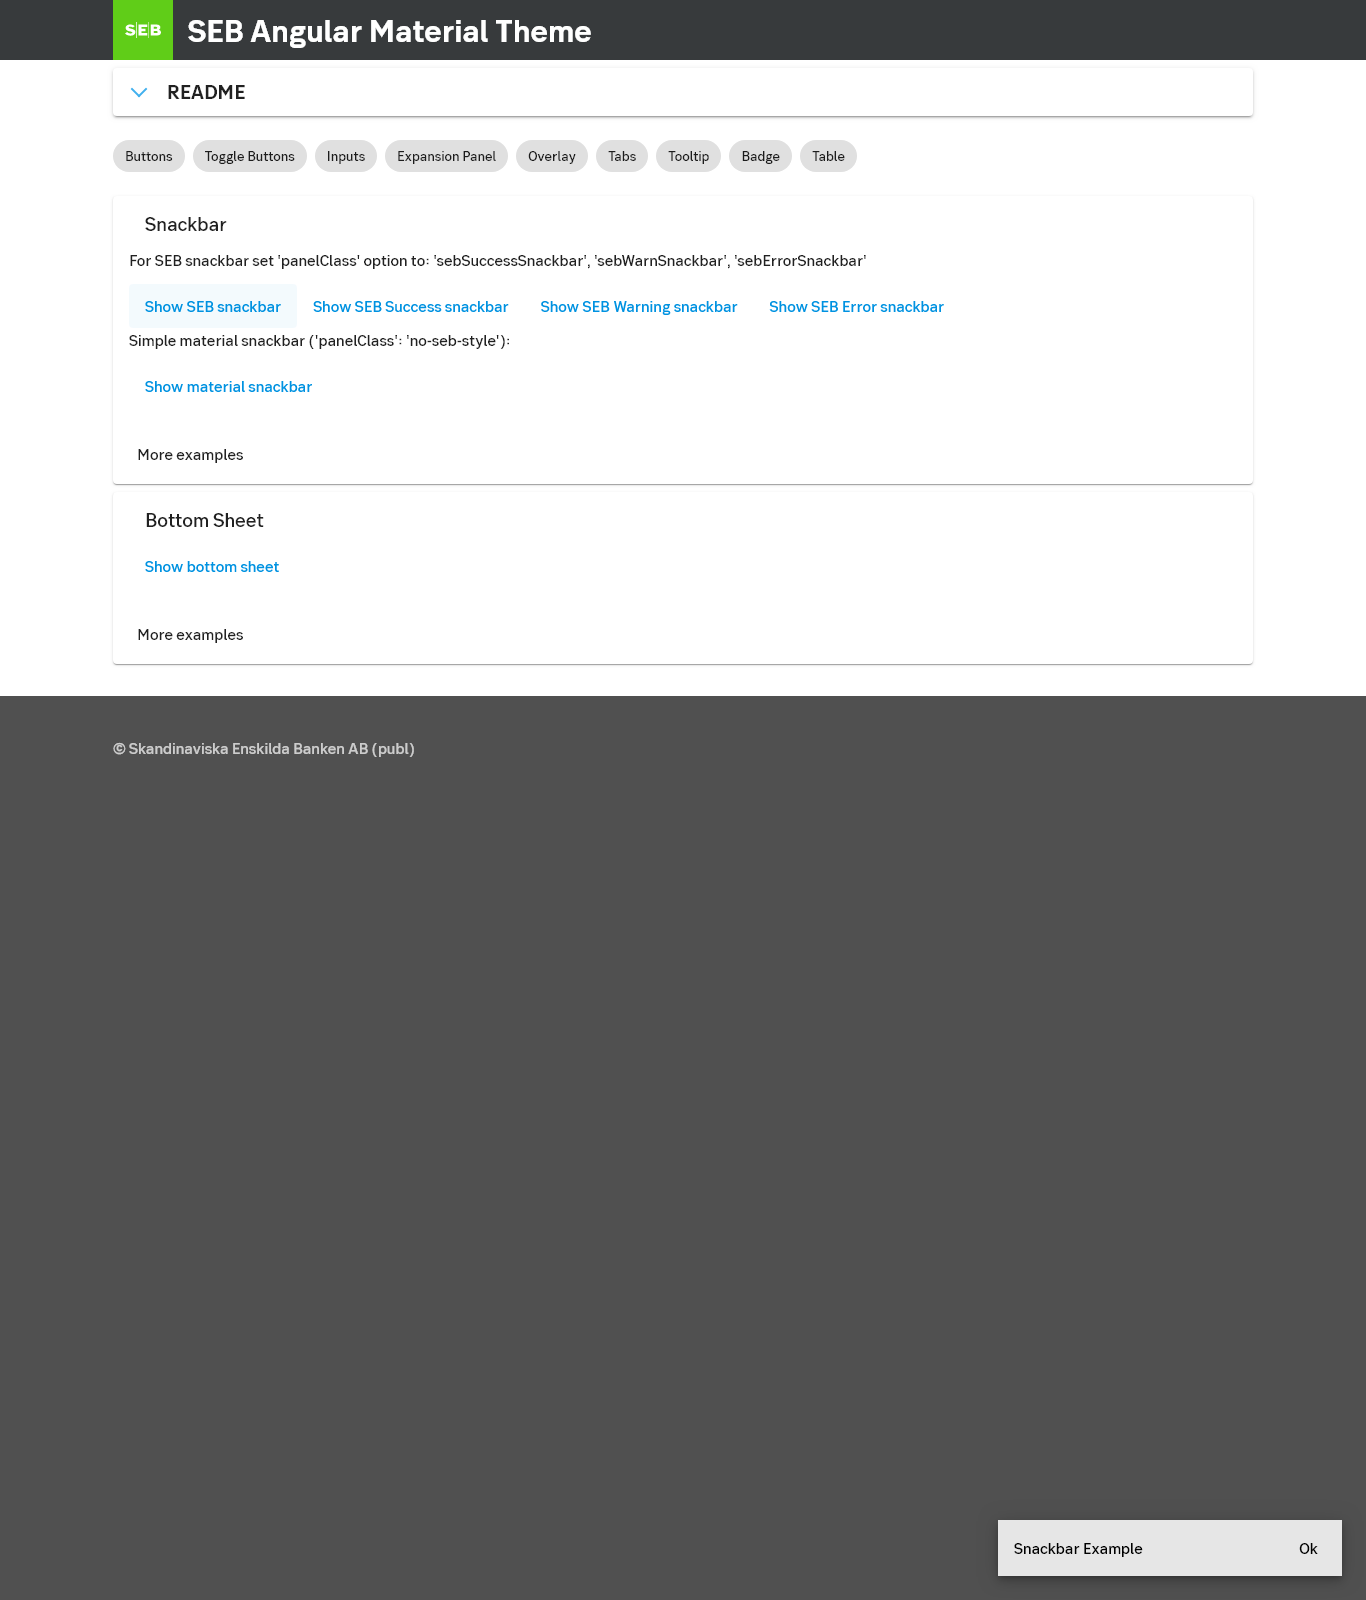 SEB SEB Angular Material Theme
README
Buttons Toggle Buttons Inputs Expansion Panel Overlay Tabs Tooltip Badge Table
Snackbar
For SEB snackbar set 'panelClass' option to: 'sebSuccessSnackbar', 'sebWarnSnackbar', 'sebErrorSnackbar'
Show SEB snackbar Show SEB Success snackbar Show SEB Warning snackbar Show SEB Error snackbar
Simple material snackbar ('panelClass': 'no-seb-style'):
Show material snackbar
More examples
Bottom Sheet
Show bottom sheet
More examples
© Skandinaviska Enskilda Banken AB (publ)
Snackbar Example Ok